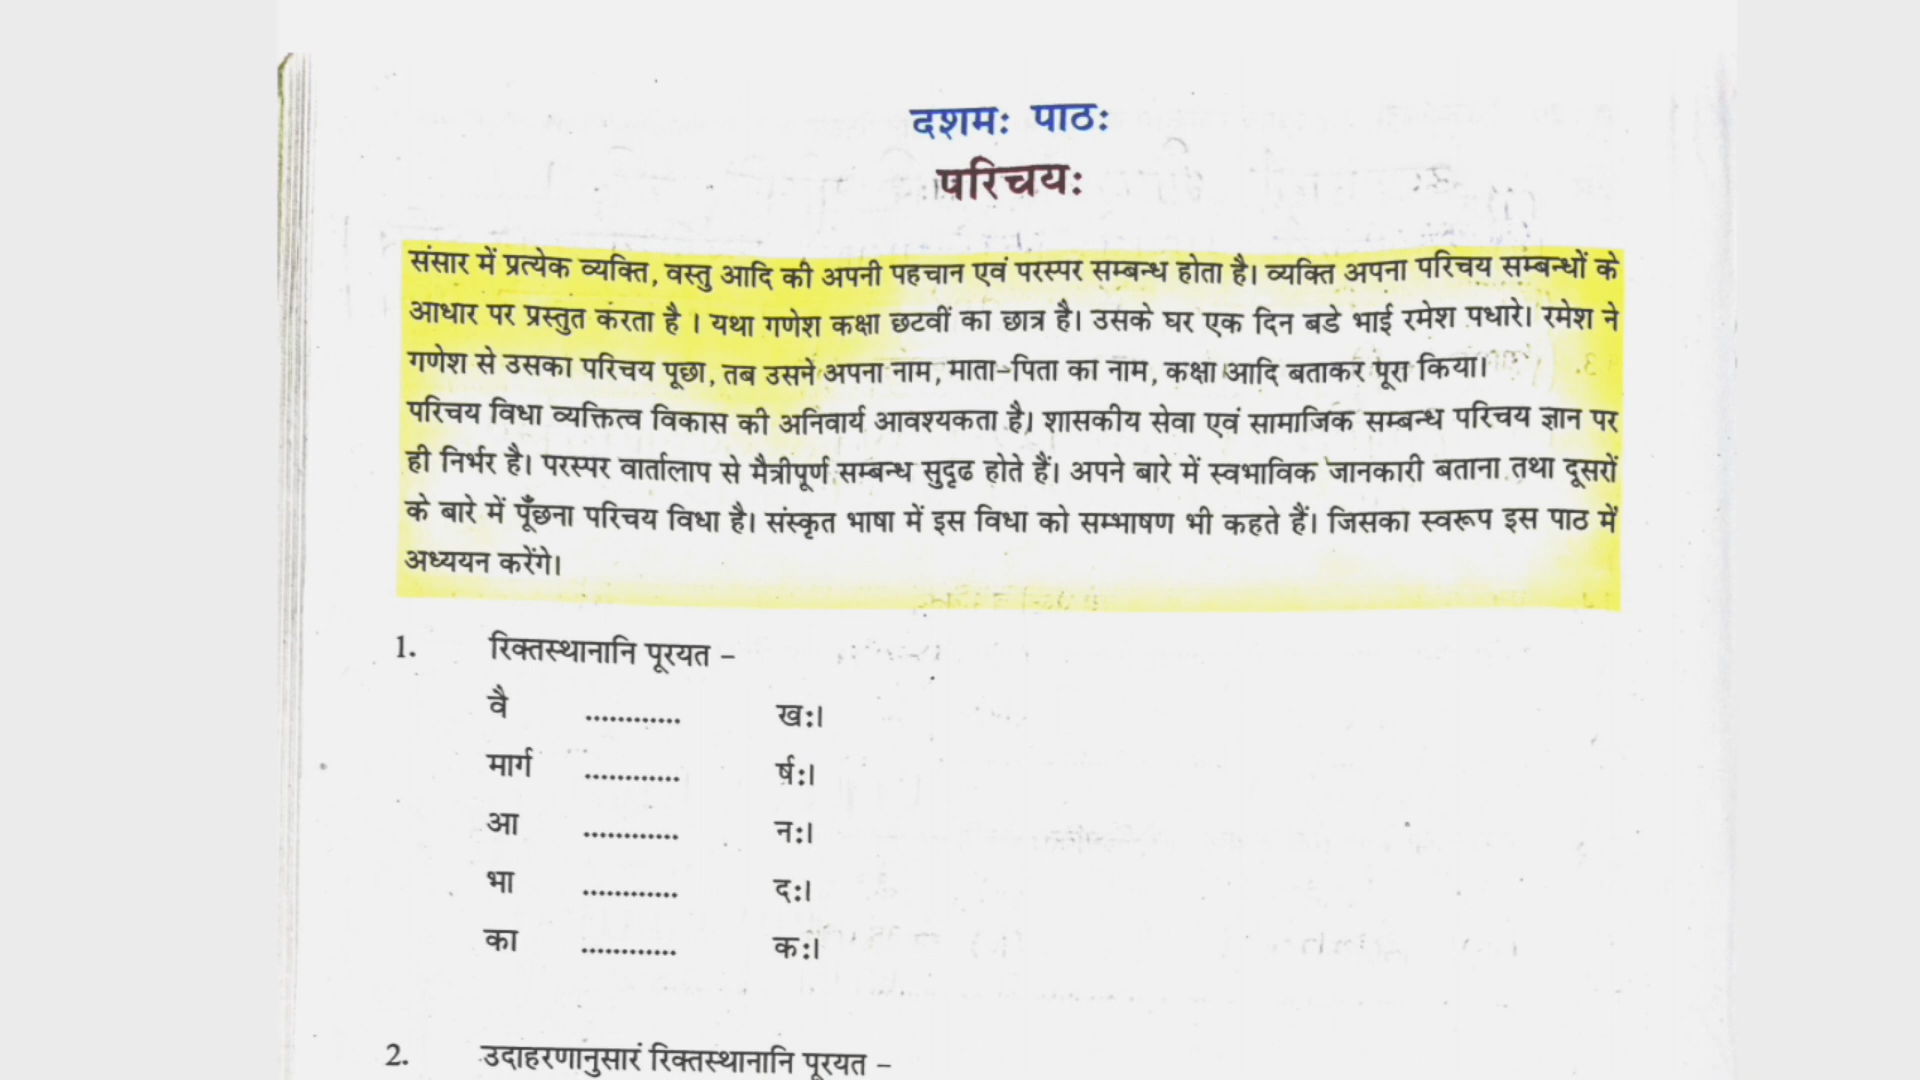 दशमः पाठः
परिचयः
संसार में प्रत्येक व्यक्ति, वस्तु आदि की अपनी पहचान एवं परस्पर सम्बन्ध होता है। व्यक्ति अपना परिचय सम्बन्धों के
आधार पर प्रस्तुत करता है । यथा गणेश कक्षा छटवीं का छात्र है। उसके घर एक दिन बडे भाई रमेश पधारे। रमेश ने
गणेश से उसका परिचय पूछा, तब उसने अपना नाम, माता-पिता का नाम, कक्षा आदि बताकर पूरा किया।
परिचय विधा व्यक्तित्व विकास की अनिवार्य आवश्यकता है। शासकीय सेवा एवं सामाजिक सम्बन्ध परिचय ज्ञान पर
ही निर्भर है। परस्पर वार्तालाप से मैत्रीपूर्ण सम्बन्ध सुदृढ होते हैं। अपने बारे में स्वभाविक जानकारी बताना तथा दूसरों
के बारे में पूँछना परिचय विधा है। संस्कृत भाषा में इस विधा को सम्भाषण भी कहते हैं। जिसका स्वरूप इस पाठ में
अध्ययन करेंगे।
1. रिक्तस्थानानि पूरयत –
वै ............ खः।
मार्ग ............ र्षः।
आ ............ नः।
भा ............ दः।
का ............ कः।
2. उदाहरणानुसारं रिक्तस्थानानि पूरयत –